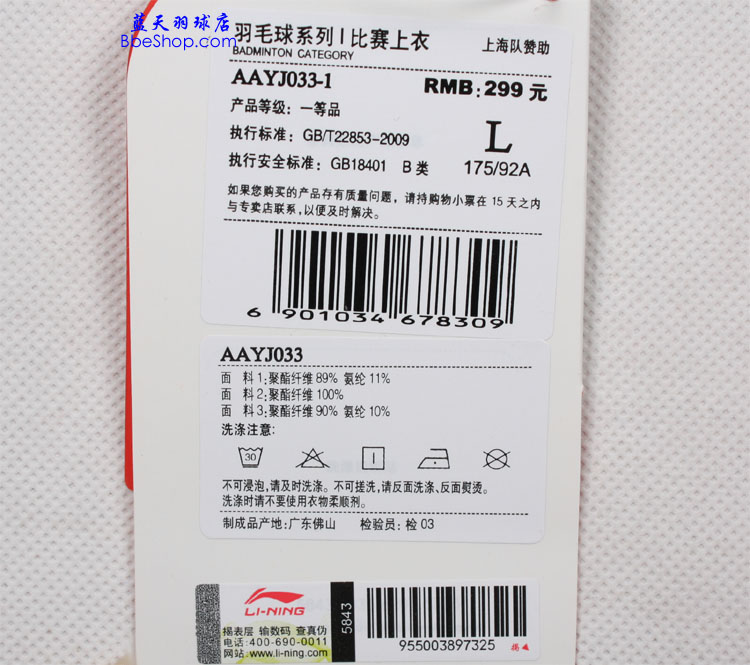 蓝天羽球店
BbeShop.com
羽毛球系列 | 比赛上衣
BADMINTON CATEGORY
上海队赞助
AAYJ033-1
RMB: 299 元
产品等级: 一等品
执行标准: GB/T22853-2009
L
执行安全标准: GB18401 B 类
175/92A
如果您购买的产品存有质量问题, 请持购物小票在 15 天之内
与专卖店联系,以便及时解决。
6 901034 678309
AAYJ033
面 料 1:聚酯纤维 89% 氨纶 11%
面 料 2:聚酯纤维 100%
面 料 3:聚酯纤维 90% 氨纶 10%
洗涤注意:
30
不可浸泡,请及时洗涤。不可搓洗,请反面洗涤、反面熨烫。
洗涤时请不要使用衣物柔顺剂。
制成品产地:广东佛山 检验员: 检 03
LI-NING
揭表层 输数码 查真伪
电话:400-690-0011
网站:www.li-ning.com
5843
955003897325